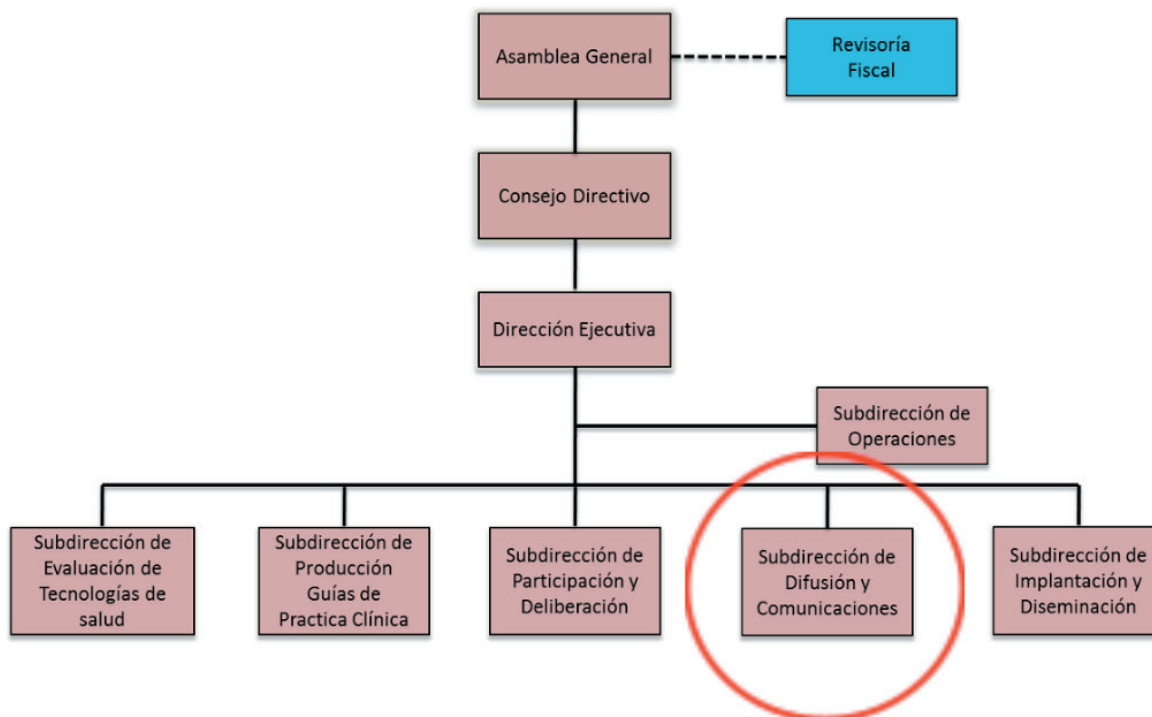 Asamblea General
Revisoría
Fiscal
Consejo Directivo
Dirección Ejecutiva
Subdirección de
Operaciones
Subdirección de
Evaluación de
Tecnologías de
salud
Subdirección de
Producción
Guías de
Practica Clínica
Subdirección de
Participación y
Deliberación
Subdirección de
Difusión y
Comunicaciones
Subdirección de
Implantación y
Diseminación